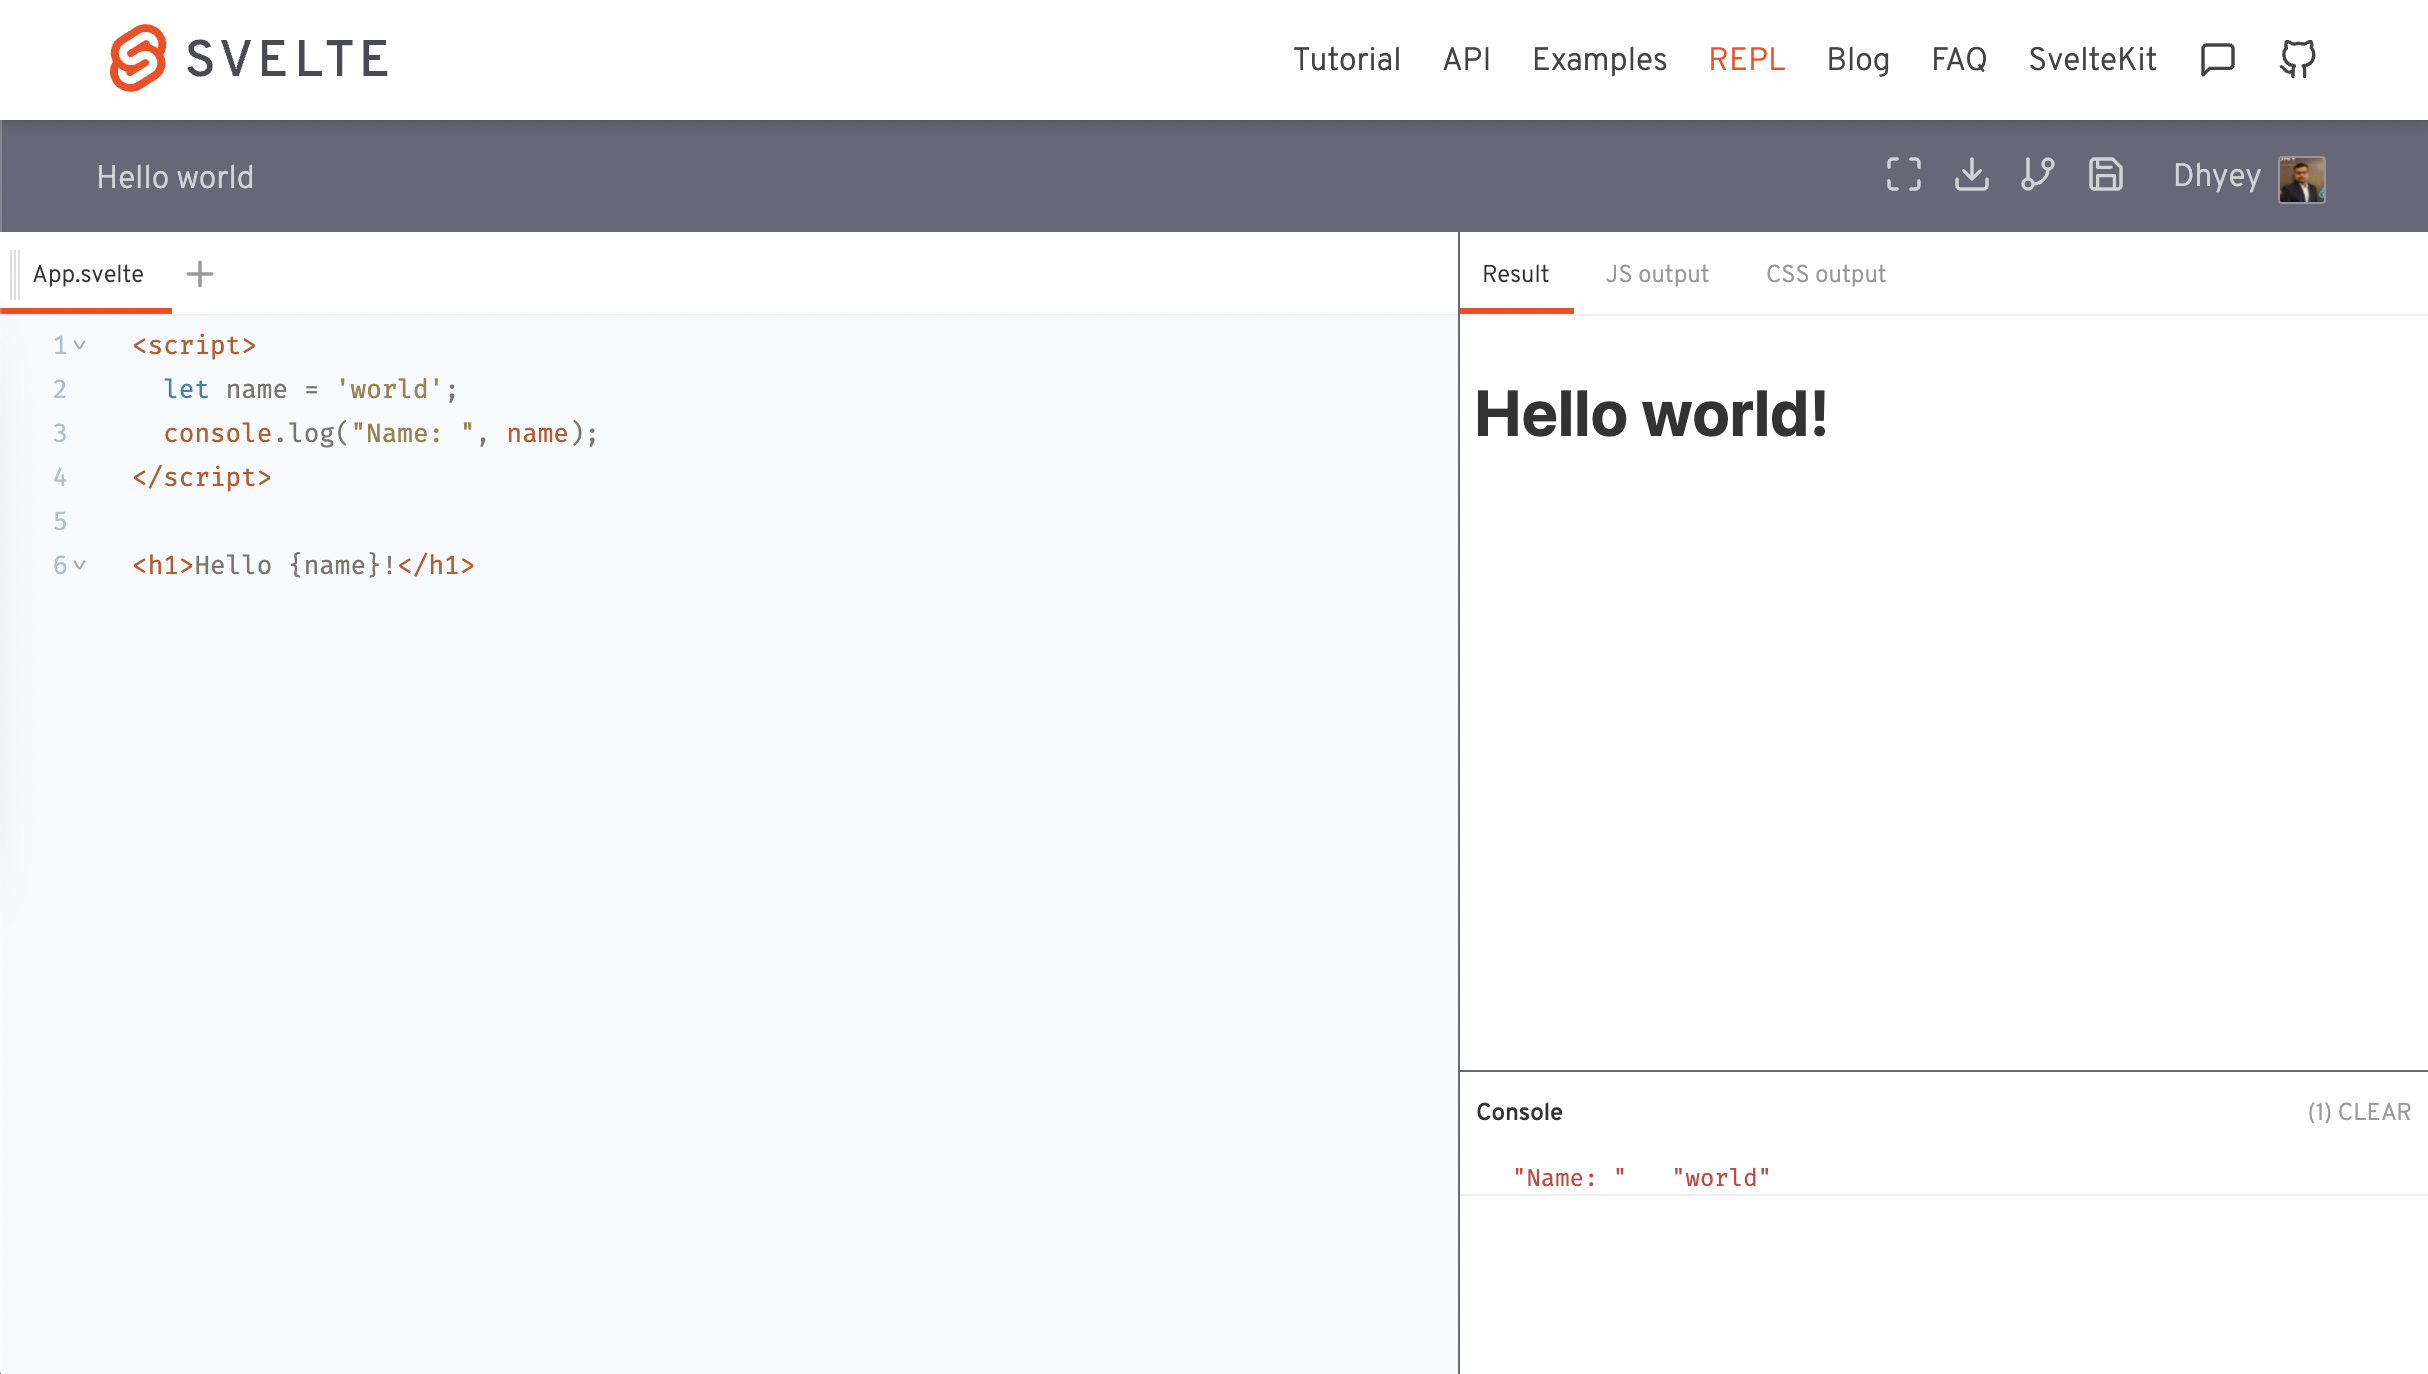 SVELTE
Tutorial API Examples REPL Blog FAQ SvelteKit
Hello world
Dhyey
App.svelte
1 <script>
2 let name = 'world';
3 console.log("Name: ", name);
4 </script>
5
6 <h1>Hello {name}!</h1>
Result JS output CSS output
Hello world!
Console (1) CLEAR
"Name: " "world"